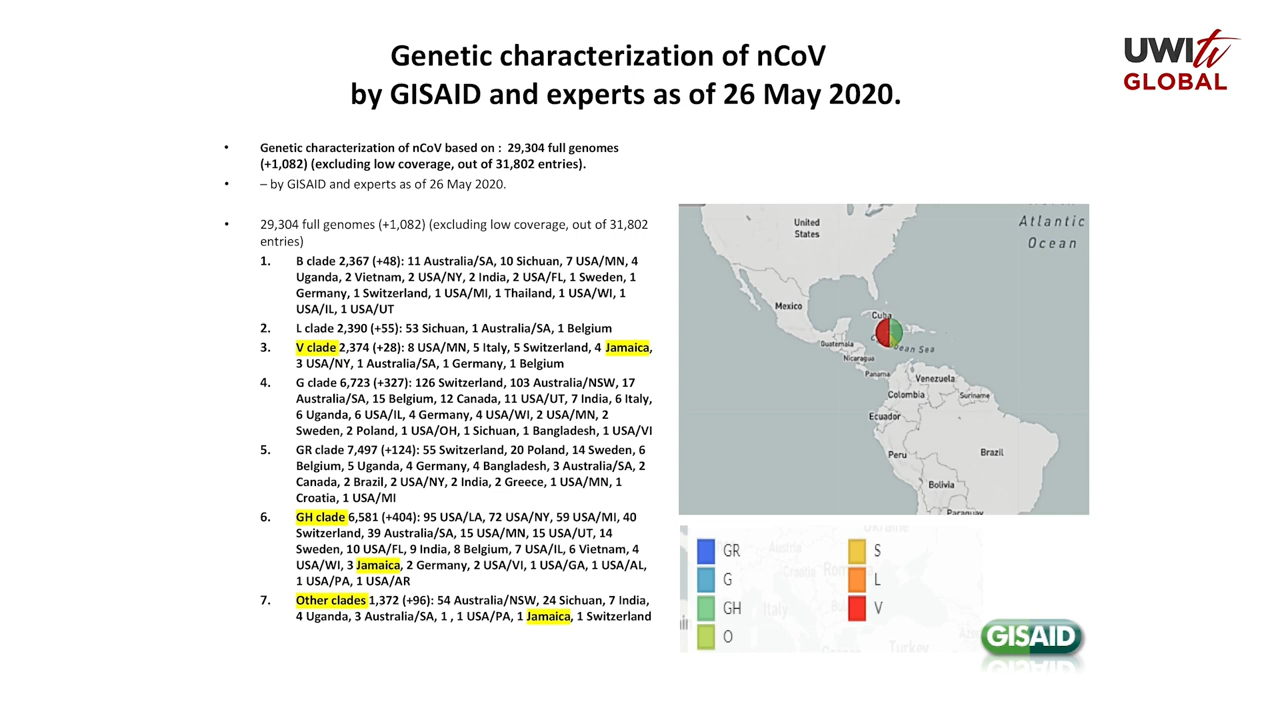 Genetic characterization of nCoV
by GISAID and experts as of 26 May 2020.
UWItv
GLOBAL
• Genetic characterization of nCoV based on : 29,304 full genomes
(+1,082) (excluding low coverage, out of 31,802 entries).
• – by GISAID and experts as of 26 May 2020.
• 29,304 full genomes (+1,082) (excluding low coverage, out of 31,802
entries)
1. B clade 2,367 (+48): 11 Australia/SA, 10 Sichuan, 7 USA/MN, 4
Uganda, 2 Vietnam, 2 USA/NY, 2 India, 2 USA/FL, 1 Sweden, 1
Germany, 1 Switzerland, 1 USA/MI, 1 Thailand, 1 USA/WI, 1
USA/IL, 1 USA/UT
2. L clade 2,390 (+55): 53 Sichuan, 1 Australia/SA, 1 Belgium
3. V clade 2,374 (+28): 8 USA/MN, 5 Italy, 5 Switzerland, 4 Jamaica,
3 USA/NY, 1 Australia/SA, 1 Germany, 1 Belgium
4. G clade 6,723 (+327): 126 Switzerland, 103 Australia/NSW, 17
Australia/SA, 15 Belgium, 12 Canada, 11 USA/UT, 7 India, 6 Italy,
6 Uganda, 6 USA/IL, 4 Germany, 4 USA/WI, 2 USA/MN, 2
Sweden, 2 Poland, 1 USA/OH, 1 Sichuan, 1 Bangladesh, 1 USA/VI
5. GR clade 7,497 (+124): 55 Switzerland, 20 Poland, 14 Sweden, 6
Belgium, 5 Uganda, 4 Germany, 4 Bangladesh, 3 Australia/SA, 2
Canada, 2 Brazil, 2 USA/NY, 2 India, 2 Greece, 1 USA/MN, 1
Croatia, 1 USA/MI
6. GH clade 6,581 (+404): 95 USA/LA, 72 USA/NY, 59 USA/MI, 40
Switzerland, 39 Australia/SA, 15 USA/MN, 15 USA/UT, 14
Sweden, 10 USA/FL, 9 India, 8 Belgium, 7 USA/IL, 6 Vietnam, 4
USA/WI, 3 Jamaica, 2 Germany, 2 USA/VI, 1 USA/GA, 1 USA/AL,
1 USA/PA, 1 USA/AR
7. Other clades 1,372 (+96): 54 Australia/NSW, 24 Sichuan, 7 India,
4 Uganda, 3 Australia/SA, 1 , 1 USA/PA, 1 Jamaica, 1 Switzerland
United
States
Atlantic
Ocean
Mexico
Cuba
Guatemala
Nicaragua
Sea
Panama
Venezuela
Colombia
Suriname
Ecuador
Peru
Brazil
Bolivia
Paraguay
GR
G
GH
O
S
L
V
Ukraine
Austria
Croatia
Italy
Turkey
GISAID